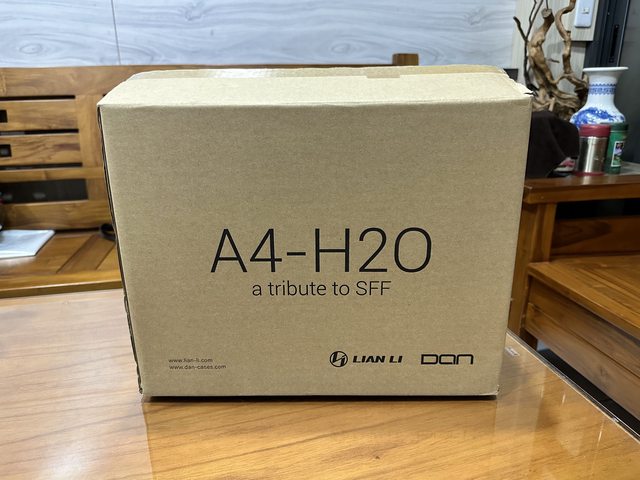 A4-H2O
a tribute to SFF
www.lian-li.com
www.dan-cases.com
LIAN LI DAN